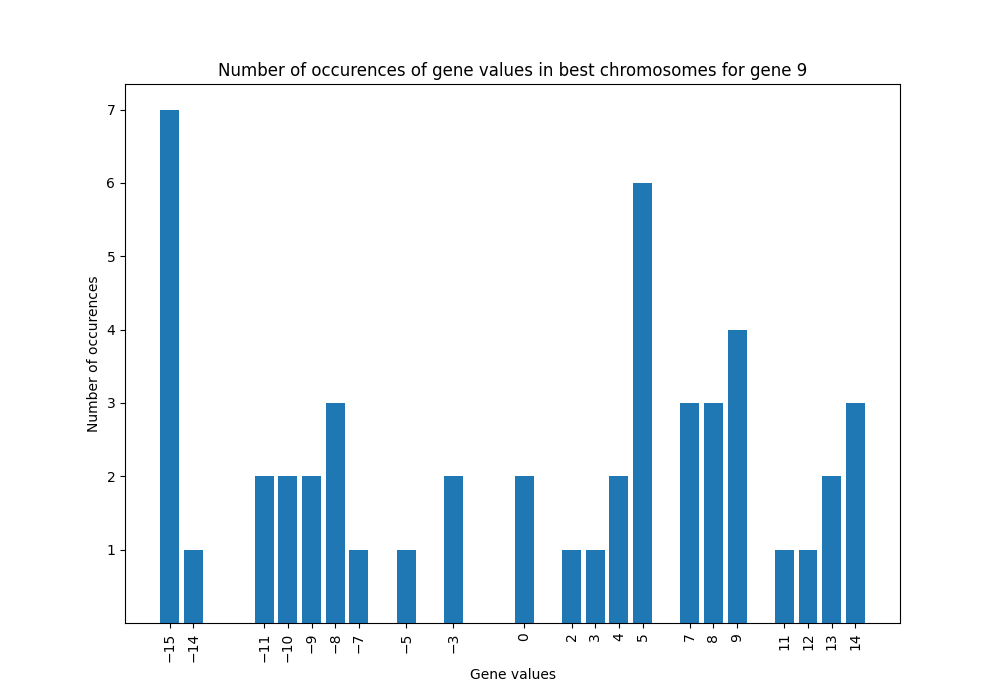 Number of occurences of gene values in best chromosomes for gene 9
Number of occurences
7
6
5
4
3
2
1
−15 −14 −11 −10 −9 −8 −7 −5 −3 0 2 3 4 5 7 8 9 11 12 13 14
Gene values